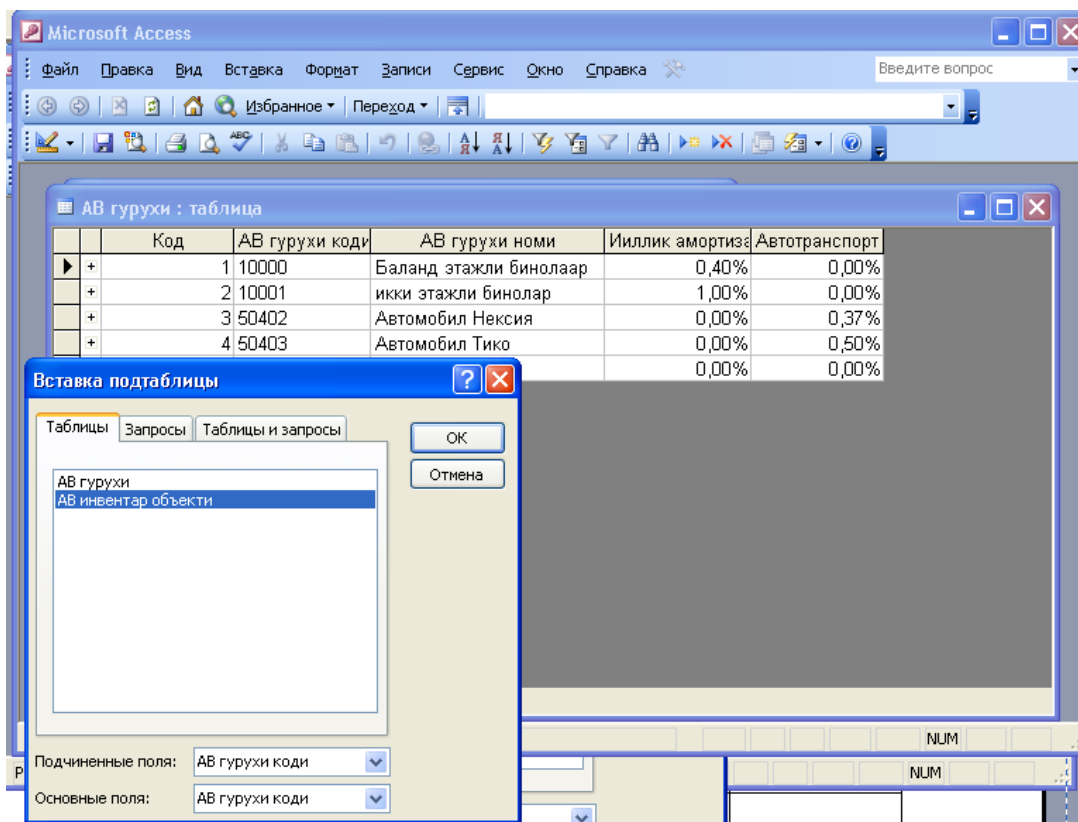 Microsoft Access
Файл Правка Вид Вставка Формат Записи Сервис Окно Справка Введите вопрос
Избранное Переход
АВ гурухи : таблица
Код АВ гурухи коди АВ гурухи номи Йиллик амортиза Автотранспорт
1 10000 Баланд этажли бинолаар 0,40% 0,00%
2 10001 икки этажли бинолар 1,00% 0,00%
3 50402 Автомобил Нексия 0,00% 0,37%
4 50403 Автомобил Тико 0,00% 0,50%
0,00% 0,00%
Вставка подтаблицы
Таблицы Запросы Таблицы и запросы
ОК
Отмена
АВ гурухи
АВ инвентар объекти
Подчиненные поля: АВ гурухи коди
Основные поля: АВ гурухи коди
NUM
NUM